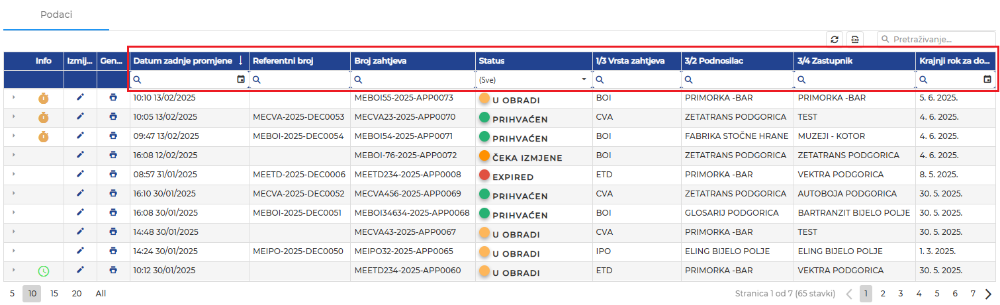 Podaci
Pretraživanje...
Info Izmij... Gen... Datum zadnje promjene Referentni broj Broj zahtjeva Status 1/3 Vrsta zahtjeva 3/2 Podnosilac 3/4 Zastupnik Krajnji rok za do...
(Sve)
10:10 13/02/2025 MEBOI55-2025-APP0073 U OBRADI BOI PRIMORKA -BAR PRIMORKA -BAR 5. 6. 2025.
10:05 13/02/2025 MECVA-2025-DEC0053 MECVA23-2025-APP0070 PRIHVAĆEN CVA ZETATRANS PODGORICA TEST 4. 6. 2025.
09:47 13/02/2025 MEBOI-2025-DEC0054 MEBOI54-2025-APP0071 PRIHVAĆEN BOI FABRIKA STOČNE HRANE MUZEJI - KOTOR 4. 6. 2025.
16:08 12/02/2025 MEBOI-76-2025-APP0072 ČEKA IZMJENE BOI ZETATRANS PODGORICA ZETATRANS PODGORICA 4. 6. 2025.
08:57 31/01/2025 MEETD-2025-DEC0006 MEETD234-2025-APP0008 EXPIRED ETD PRIMORKA -BAR VEKTRA PODGORICA 8. 5. 2025.
16:10 30/01/2025 MECVA-2025-DEC0052 MECVA456-2025-APP0069 PRIHVAĆEN CVA ZETATRANS PODGORICA AUTOBOJA PODGORICA 30. 5. 2025.
16:08 30/01/2025 MEBOI-2025-DEC0051 MEBOI34634-2025-APP0068 PRIHVAĆEN BOI GLOSARIJ PODGORICA BARTRANZIT BIJELO POLJE 30. 5. 2025.
14:48 30/01/2025 MECVA43-2025-APP0067 U OBRADI CVA PRIMORKA -BAR TEST 30. 5. 2025.
14:24 30/01/2025 MEIPO-2025-DEC0050 MEIPO32-2025-APP0065 U OBRADI IPO ELING BIJELO POLJE ELING BIJELO POLJE 1. 3. 2025.
10:12 30/01/2025 MEETD234-2025-APP0060 U OBRADI ETD PRIMORKA -BAR VEKTRA PODGORICA 30. 5. 2025.
5 10 15 20 All Stranica 1 od 7 (65 stavki) 1 2 3 4 5 6 7